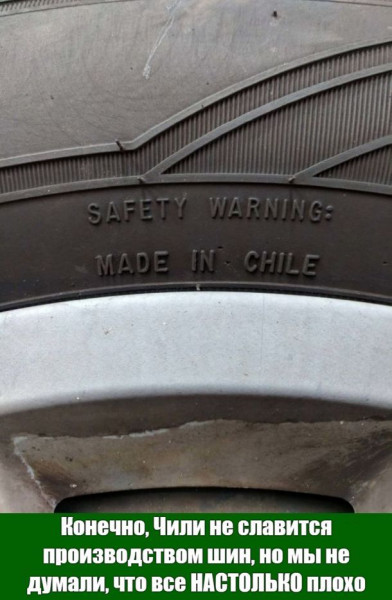 SAFETY WARNING:
MADE IN CHILE
Конечно, Чили не славится
производством шин, но мы не
думали, что все НАСТОЛЬКО плохо